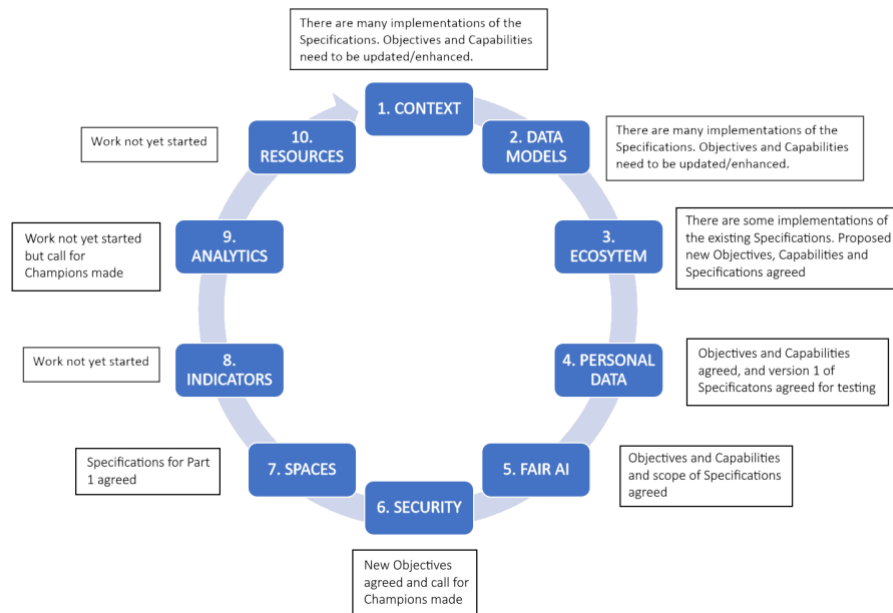 There are many implementations of the
Specifications. Objectives and Capabilities
need to be updated/enhanced.
1. CONTEXT
2. DATA
MODELS
There are many implementations of the
Specifications. Objectives and Capabilities
need to be updated/enhanced.
3.
ECOSYTEM
There are some implementations of
the existing Specifications. Proposed
new Objectives, Capabilities and
Specifications agreed
4. PERSONAL
DATA
Objectives and Capabilities
agreed, and version 1 of
Specificatons agreed for testing
5. FAIR AI
Objectives and Capabilities
and scope of Specifications
agreed
6. SECURITY
New Objectives
agreed and call for
Champions made
7. SPACES
Specifications for Part
1 agreed
8.
INDICATORS
Work not yet started
9.
ANALYTICS
Work not yet started
but call for
Champions made
10.
RESOURCES
Work not yet started